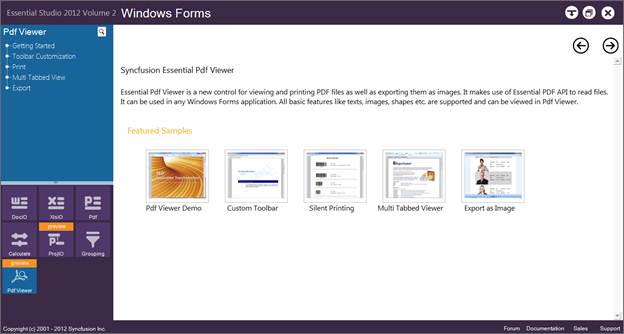 Essential Studio 2012 Volume 2 Windows Forms
Pdf Viewer
Getting Started
Toolbar Customization
Print
Multi Tabbed View
Export
Syncfusion Essential Pdf Viewer
Essential Pdf Viewer is a new control for viewing and printing PDF files as well as exporting them as images. It makes use of Essential PDF API to read files.
It can be used in any Windows Forms application. All basic features like texts, images, shapes etc. are supported and can be viewed in Pdf Viewer.
Featured Samples
Pdf Viewer Demo Custom Toolbar Silent Printing Multi Tabbed Viewer Export as Image
DocIO XlsIO Pdf
preview
Calculate ProjIO Grouping
preview
Pdf Viewer
Copyright (c) 2001 - 2012 Syncfusion Inc. Forum Documentation Sales Support